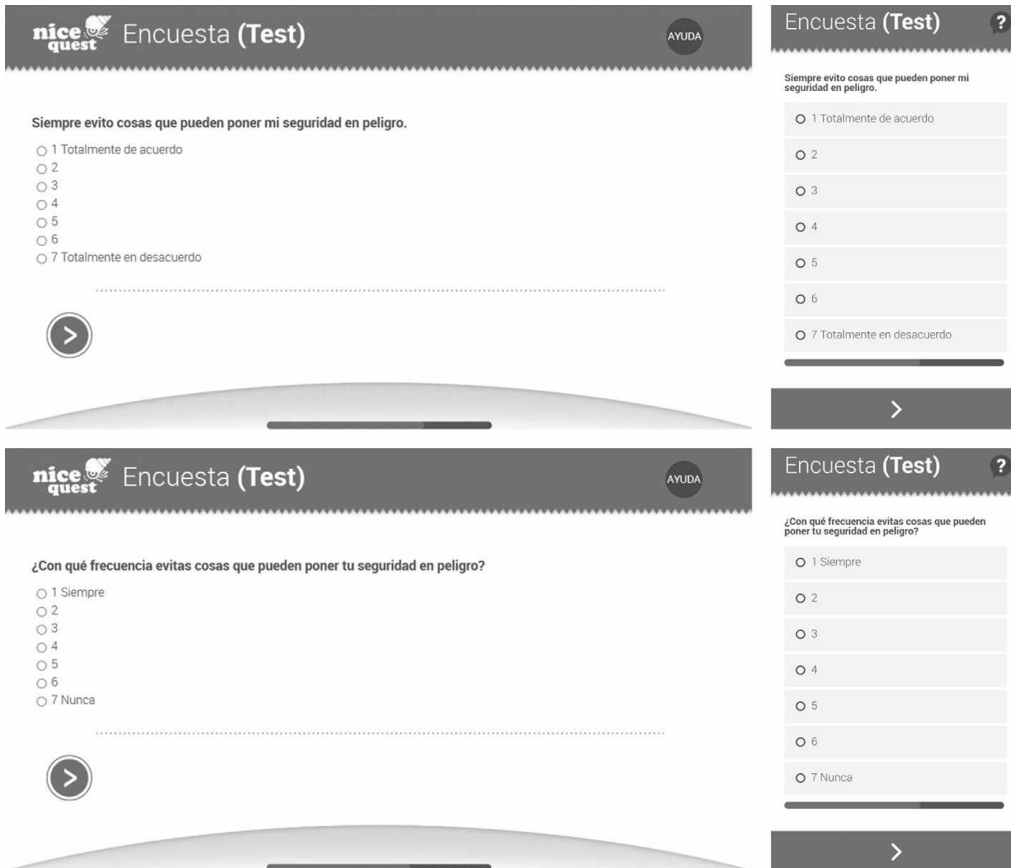 nice quest
Encuesta (Test)
AYUDA
Siempre evito cosas que pueden poner mi seguridad en peligro.
1 Totalmente de acuerdo
2
3
4
5
6
7 Totalmente en desacuerdo
>
Encuesta (Test)
?
Siempre evito cosas que pueden poner mi
seguridad en peligro.
1 Totalmente de acuerdo
2
3
4
5
6
7 Totalmente en desacuerdo
>
nice quest
Encuesta (Test)
AYUDA
¿Con qué frecuencia evitas cosas que pueden poner tu seguridad en peligro?
1 Siempre
2
3
4
5
6
7 Nunca
>
Encuesta (Test)
?
¿Con qué frecuencia evitas cosas que pueden
poner tu seguridad en peligro?
1 Siempre
2
3
4
5
6
7 Nunca
>